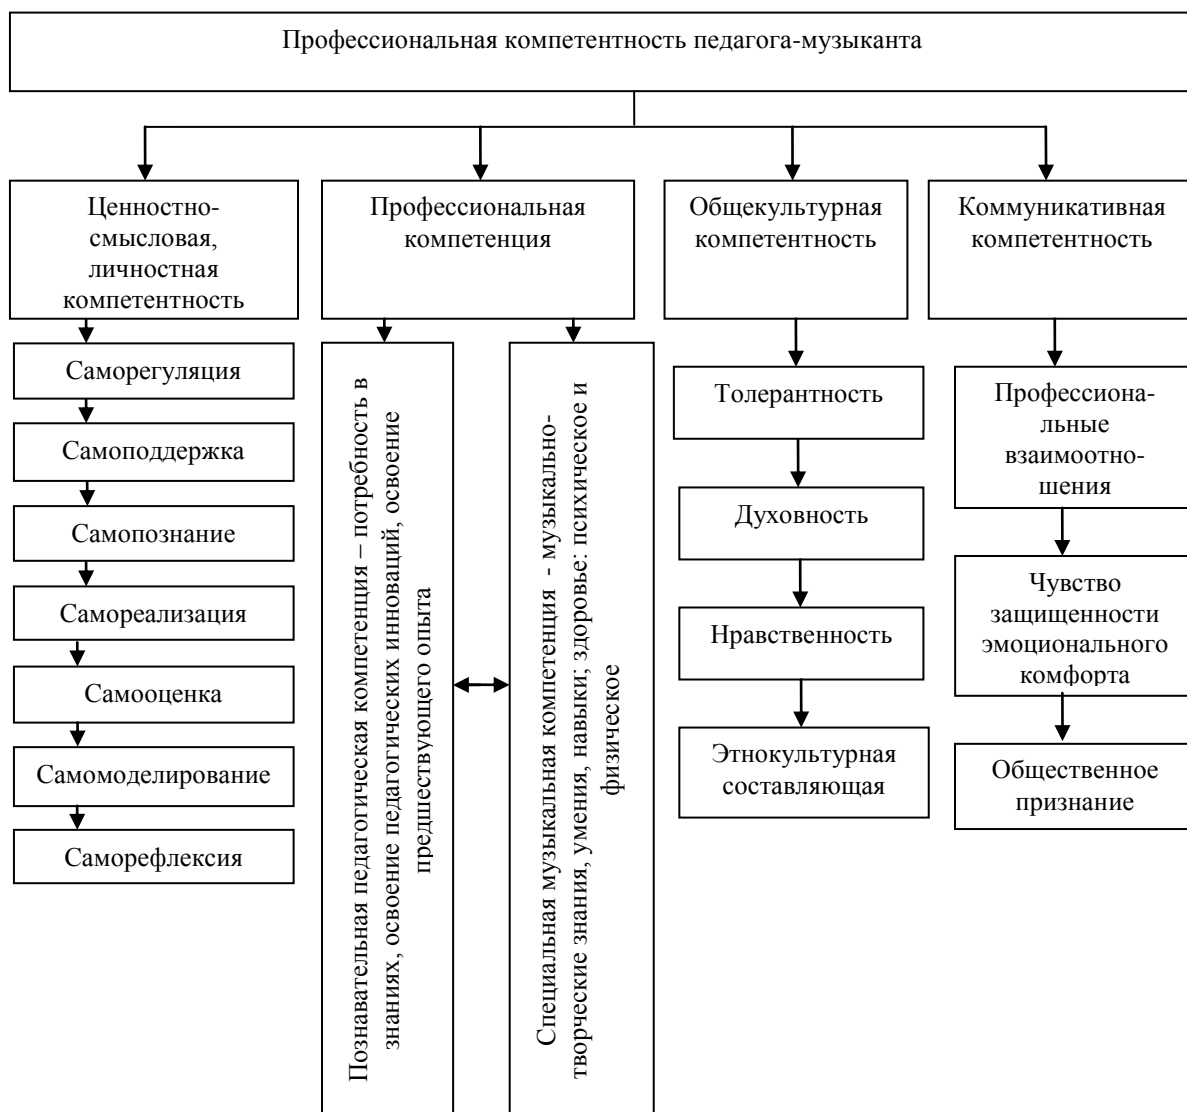 Профессиональная компетентность педагога-музыканта
Ценностно-
смысловая,
личностная
компетентность
Профессиональная
компетенция
Общекультурная
компетентность
Коммуникативная
компетентность
Саморегуляция
Самоподдержка
Самопознание
Самореализация
Самооценка
Самомоделирование
Саморефлексия
Познавательная педагогическая компетенция – потребность в
знаниях, освоение педагогических инноваций, освоение
предшествующего опыта
Специальная музыкальная компетенция - музыкально-
творческие знания, умения, навыки; здоровье: психическое и
физическое
Толерантность
Духовность
Нравственность
Этнокультурная
составляющая
Профессиона-
льные
взаимоотно-
шения
Чувство
защищенности
эмоционального
комфорта
Общественное
признание